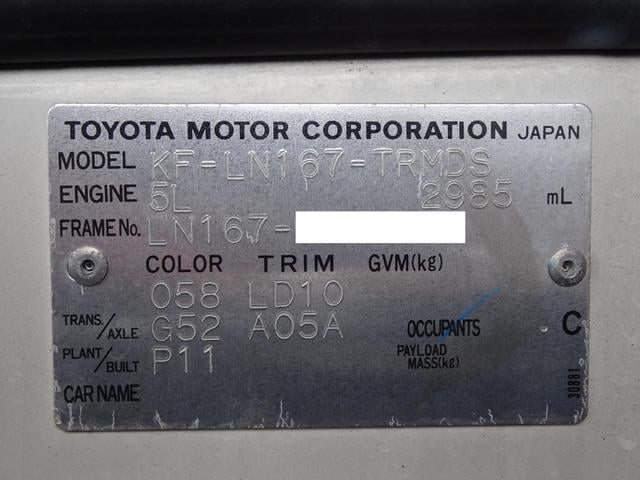 TOYOTA MOTOR CORPORATION JAPAN
MODEL KF-LN167-TRMDS
ENGINE 5L 2985 mL
FRAME No. LN167-
COLOR TRIM GVM(kg)
058 LD10
TRANS./AXLE G52 A05A OCCUPANTS C
PLANT/BUILT P11 PAYLOAD MASS(kg)
CAR NAME
30881